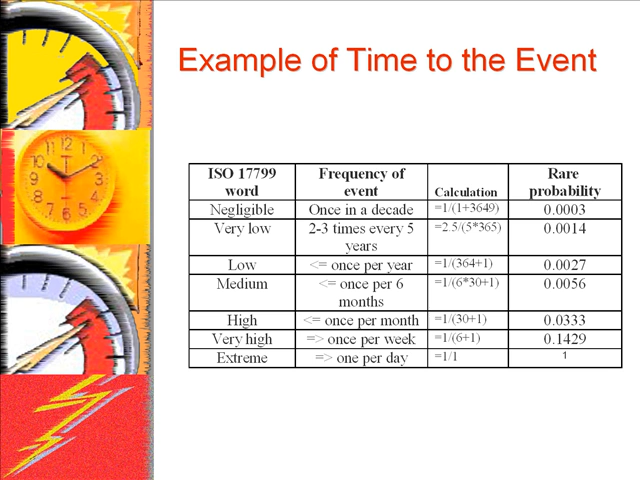 Example of Time to the Event
ISO 17799 word | Frequency of event | Calculation | Rare probability
Negligible | Once in a decade | =1/(1+3649) | 0.0003
Very low | 2-3 times every 5 years | =2.5/(5*365) | 0.0014
Low | <= once per year | =1/(364+1) | 0.0027
Medium | <= once per 6 months | =1/(6*30+1) | 0.0056
High | <= once per month | =1/(30+1) | 0.0333
Very high | => once per week | =1/(6+1) | 0.1429
Extreme | => one per day | =1/1 | 1